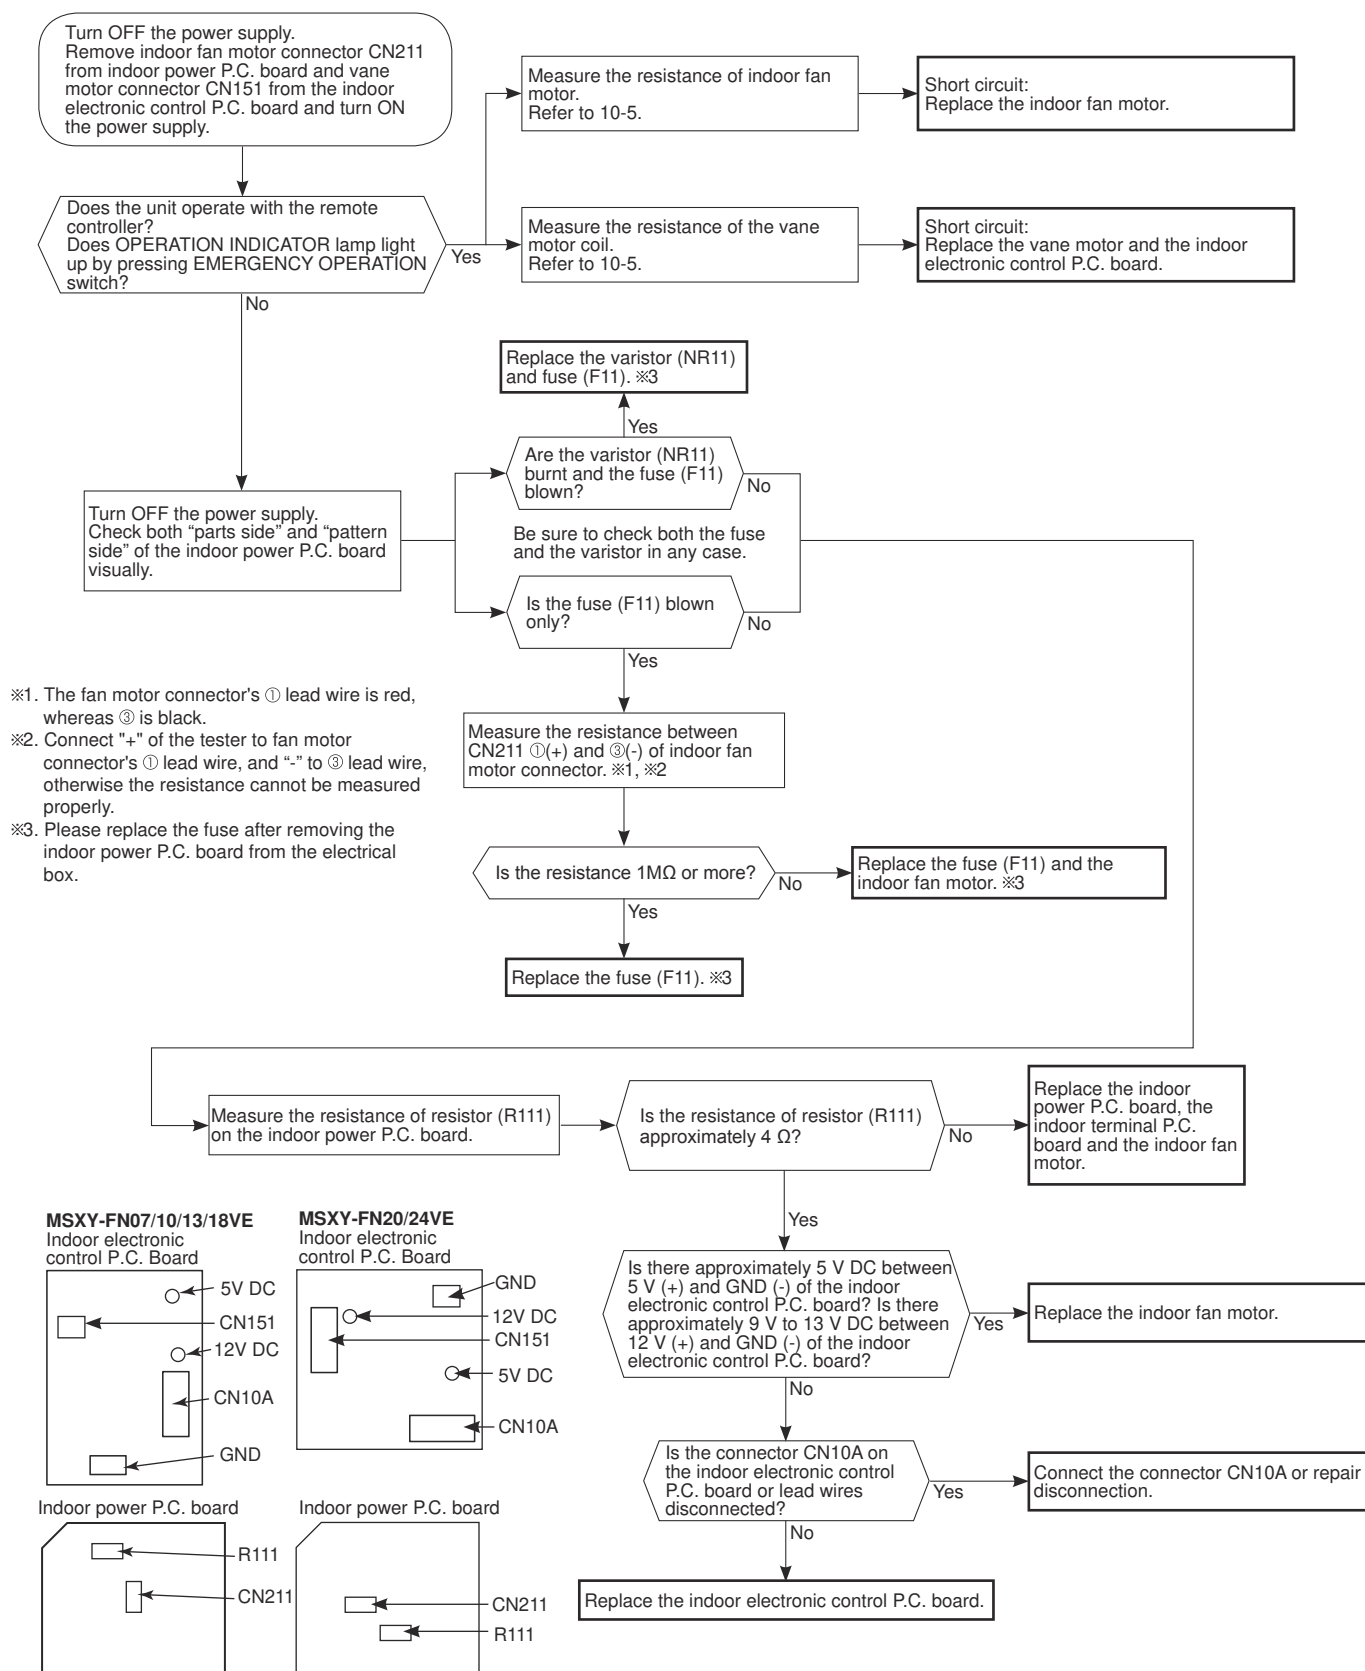 Turn OFF the power supply.
Remove indoor fan motor connector CN211
from indoor power P.C. board and vane
motor connector CN151 from the indoor
electronic control P.C. board and turn ON
the power supply.
Measure the resistance of indoor fan
motor.
Refer to 10-5.
Short circuit:
Replace the indoor fan motor.
Does the unit operate with the remote
controller?
Does OPERATION INDICATOR lamp light
up by pressing EMERGENCY OPERATION
switch?
Yes
Measure the resistance of the vane
motor coil.
Refer to 10-5.
Short circuit:
Replace the vane motor and the indoor
electronic control P.C. board.
No
Replace the varistor (NR11)
and fuse (F11). ※3
Yes
Are the varistor (NR11)
burnt and the fuse (F11)
blown?
No
Turn OFF the power supply.
Check both “parts side” and “pattern
side” of the indoor power P.C. board
visually.
Be sure to check both the fuse
and the varistor in any case.
Is the fuse (F11) blown
only?
No
Yes
※1. The fan motor connector's ① lead wire is red,
whereas ③ is black.
※2. Connect "+" of the tester to fan motor
connector's ① lead wire, and “-” to ③ lead wire,
otherwise the resistance cannot be measured
properly.
※3. Please replace the fuse after removing the
indoor power P.C. board from the electrical
box.
Measure the resistance between
CN211 ①(+) and ③(-) of indoor fan
motor connector. ※1, ※2
Is the resistance 1MΩ or more?
No
Replace the fuse (F11) and the
indoor fan motor. ※3
Yes
Replace the fuse (F11). ※3
Measure the resistance of resistor (R111)
on the indoor power P.C. board.
Is the resistance of resistor (R111)
approximately 4 Ω?
No
Replace the indoor
power P.C. board, the
indoor terminal P.C.
board and the indoor fan
motor.
Yes
MSXY-FN07/10/13/18VE
Indoor electronic
control P.C. Board
5V DC
CN151
12V DC
CN10A
GND
MSXY-FN20/24VE
Indoor electronic
control P.C. Board
GND
12V DC
CN151
5V DC
CN10A
Is there approximately 5 V DC between
5 V (+) and GND (-) of the indoor
electronic control P.C. board? Is there
approximately 9 V to 13 V DC between
12 V (+) and GND (-) of the indoor
electronic control P.C. board?
Yes
Replace the indoor fan motor.
No
Is the connector CN10A on
the indoor electronic control
P.C. board or lead wires
disconnected?
Yes
Connect the connector CN10A or repair
disconnection.
No
Replace the indoor electronic control P.C. board.
Indoor power P.C. board
R111
CN211
Indoor power P.C. board
CN211
R111